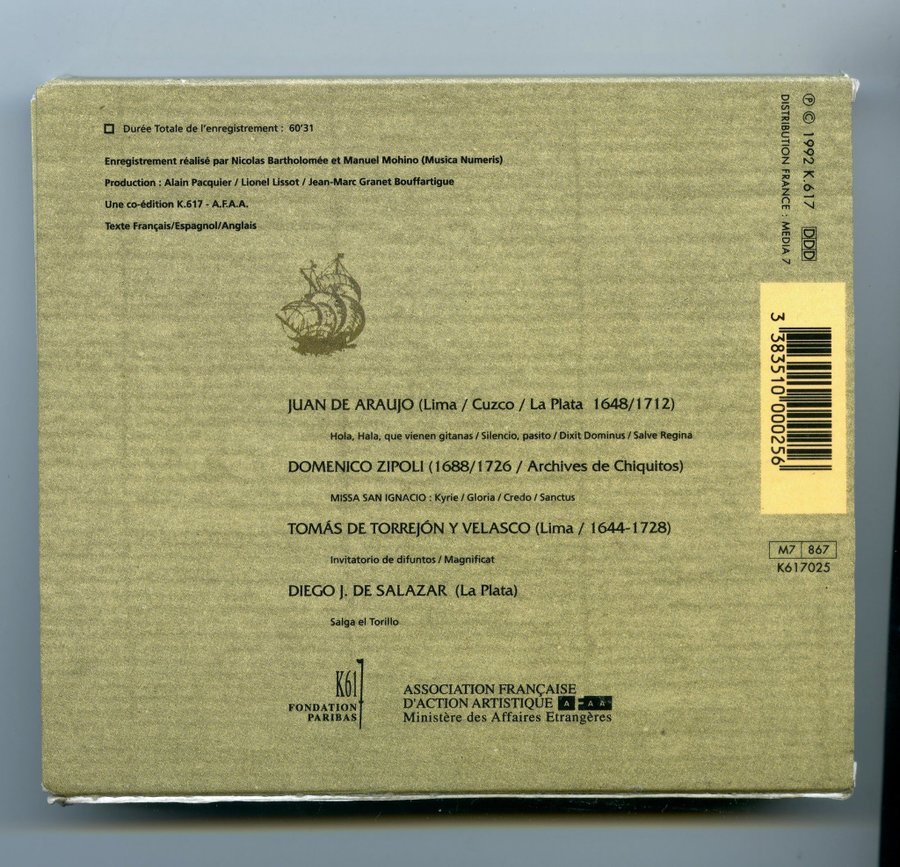 Durée Totale de l'enregistrement : 60'31
Enregistrement réalisé par Nicolas Bartholomée et Manuel Mohino (Musica Numeris)
Production : Alain Pacquier / Lionel Lissot / Jean-Marc Granet Bouffartigue
Une co-édition K.617 - A.F.A.A.
Texte Français/Espagnol/Anglais
℗ © 1992 K.617 DDD
DISTRIBUTION FRANCE : MEDIA 7
3 383510 000256
M7 867
K617025
JUAN DE ARAUJO (Lima / Cuzco / La Plata 1648/1712)
Hola, Hala, que vienen gitanas / Silencio, pasito / Dixit Dominus / Salve Regina
DOMENICO ZIPOLI (1688/1726 / Archives de Chiquitos)
MISSA SAN IGNACIO : Kyrie / Gloria / Credo / Sanctus
TOMÁS DE TORREJÓN Y VELASCO (Lima / 1644-1728)
Invitatorio de difuntos / Magnificat
DIEGO J. DE SALAZAR (La Plata)
Salga el Torillo
K617
FONDATION
PARIBAS
ASSOCIATION FRANÇAISE
D'ACTION ARTISTIQUE AFAA
Ministère des Affaires Etrangères